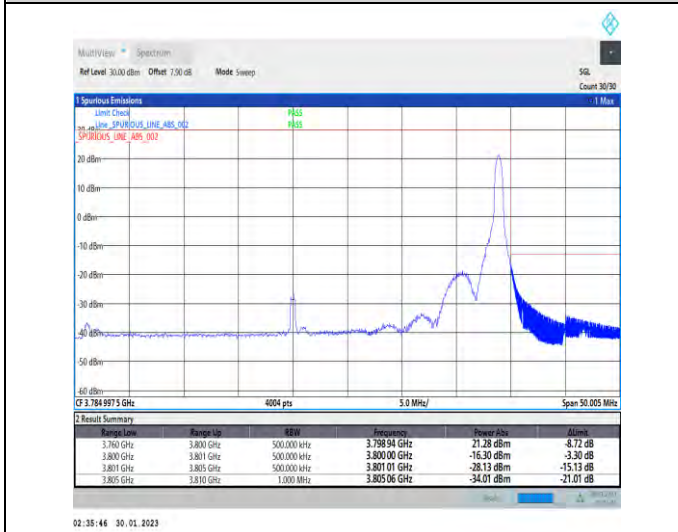 MultiView Spectrum
Ref Level 30.00 dBm Offset 7.90 dB Mode Sweep SGL
Count 30/30
1 Spurious Emissions 1 Max
Limit Check PASS
Line _SPURIOUS_LINE_ABS_002 PASS
_SPURIOUS_LINE_ABS_002
20 dBm
10 dBm
0 dBm
-10 dBm
-20 dBm
-30 dBm
-40 dBm
-50 dBm
-60 dBm
CF 3.784 997 5 GHz 4004 pts 5.0 MHz/ Span 50.005 MHz
2 Result Summary
Range Low Range Up RBW Frequency Power Abs ΔLimit
3.760 GHz 3.800 GHz 500.000 kHz 3.798 94 GHz 21.28 dBm -8.72 dB
3.800 GHz 3.801 GHz 500.000 kHz 3.800 00 GHz -16.30 dBm -3.30 dB
3.801 GHz 3.805 GHz 500.000 kHz 3.801 01 GHz -28.13 dBm -15.13 dB
3.805 GHz 3.810 GHz 1.000 MHz 3.805 06 GHz -34.01 dBm -21.01 dB
02:35:46 30.01.2023